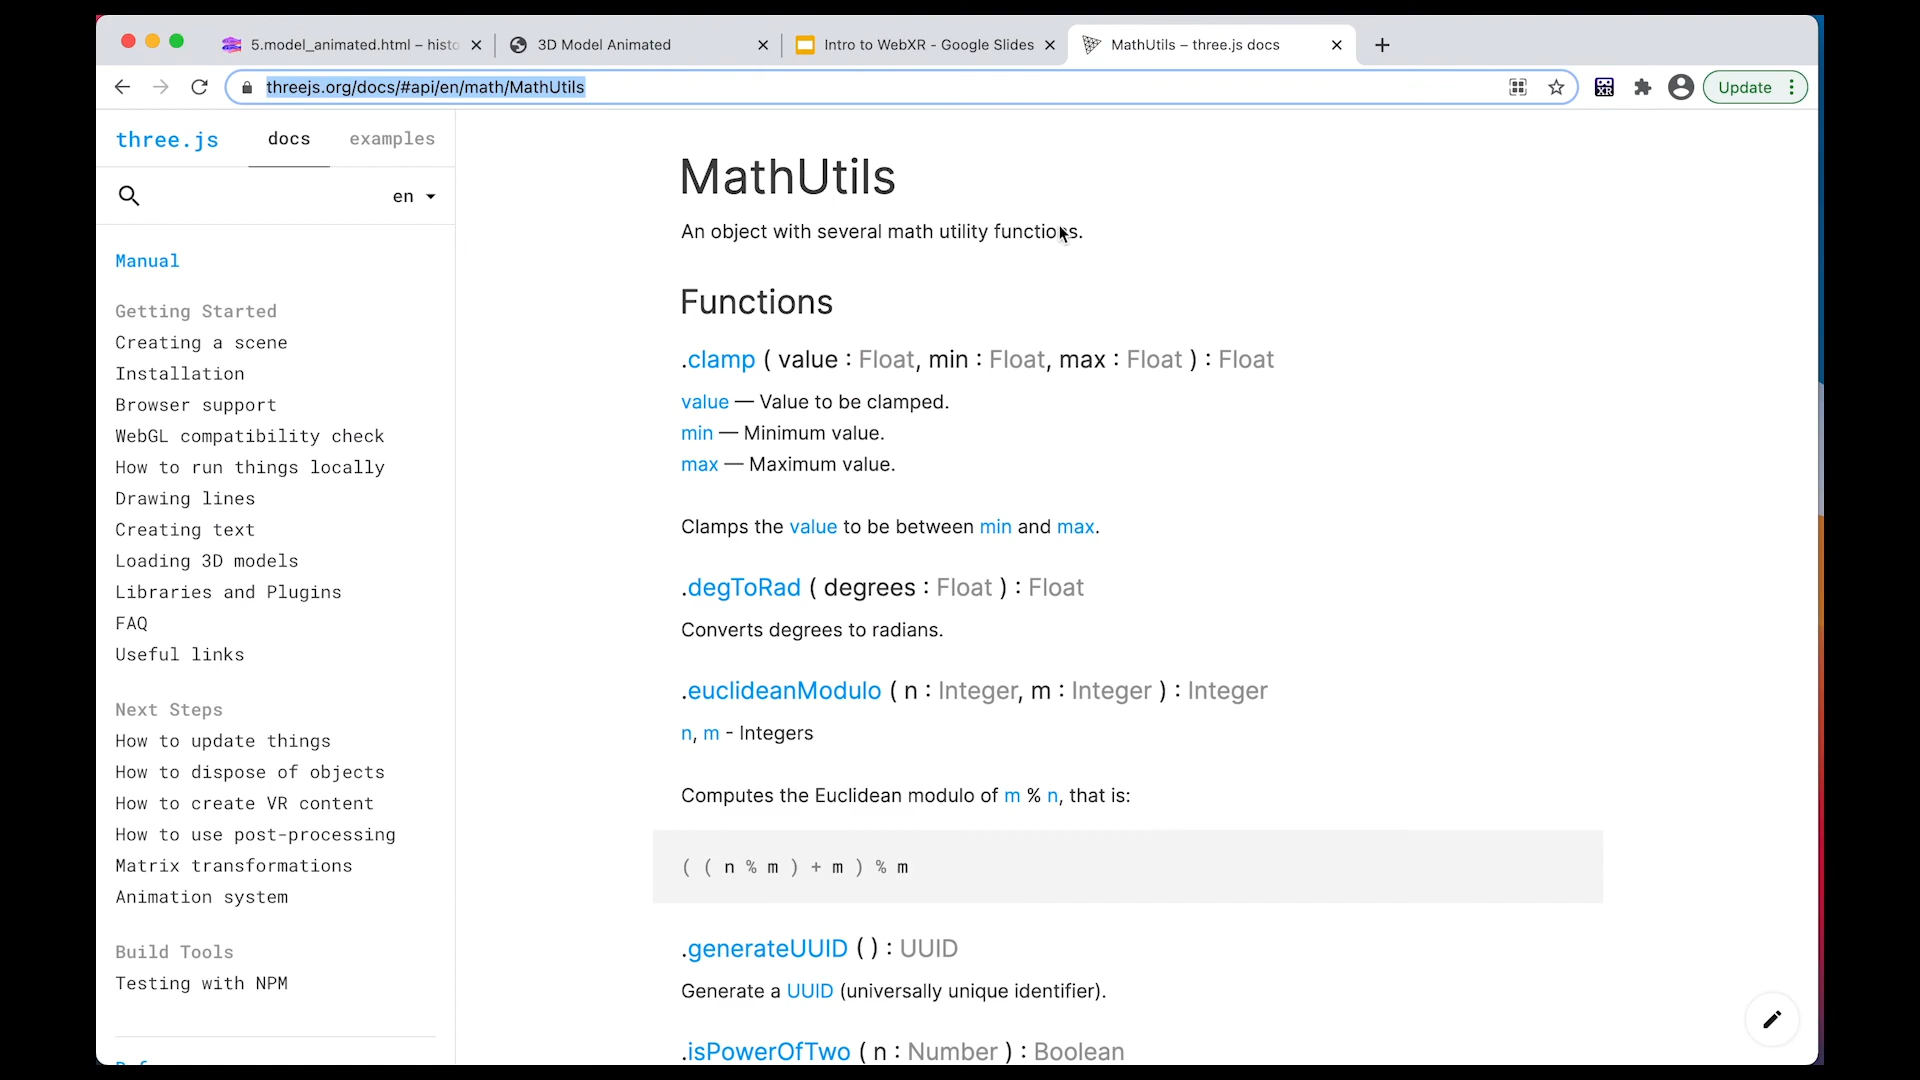 5.model_animated.html – histo
3D Model Animated
Intro to WebXR - Google Slides
MathUtils – three.js docs
threejs.org/docs/#api/en/math/MathUtils
XR
Update
three.js
docs
examples
en
Manual
Getting Started
Creating a scene
Installation
Browser support
WebGL compatibility check
How to run things locally
Drawing lines
Creating text
Loading 3D models
Libraries and Plugins
FAQ
Useful links
Next Steps
How to update things
How to dispose of objects
How to create VR content
How to use post-processing
Matrix transformations
Animation system
Build Tools
Testing with NPM
MathUtils
An object with several math utility functions.
Functions
.clamp ( value : Float, min : Float, max : Float ) : Float
value — Value to be clamped.
min — Minimum value.
max — Maximum value.
Clamps the value to be between min and max.
.degToRad ( degrees : Float ) : Float
Converts degrees to radians.
.euclideanModulo ( n : Integer, m : Integer ) : Integer
n, m - Integers
Computes the Euclidean modulo of m % n, that is:
( ( n % m ) + m ) % m
.generateUUID () : UUID
Generate a UUID (universally unique identifier).
.isPowerOfTwo ( n : Number ) : Boolean